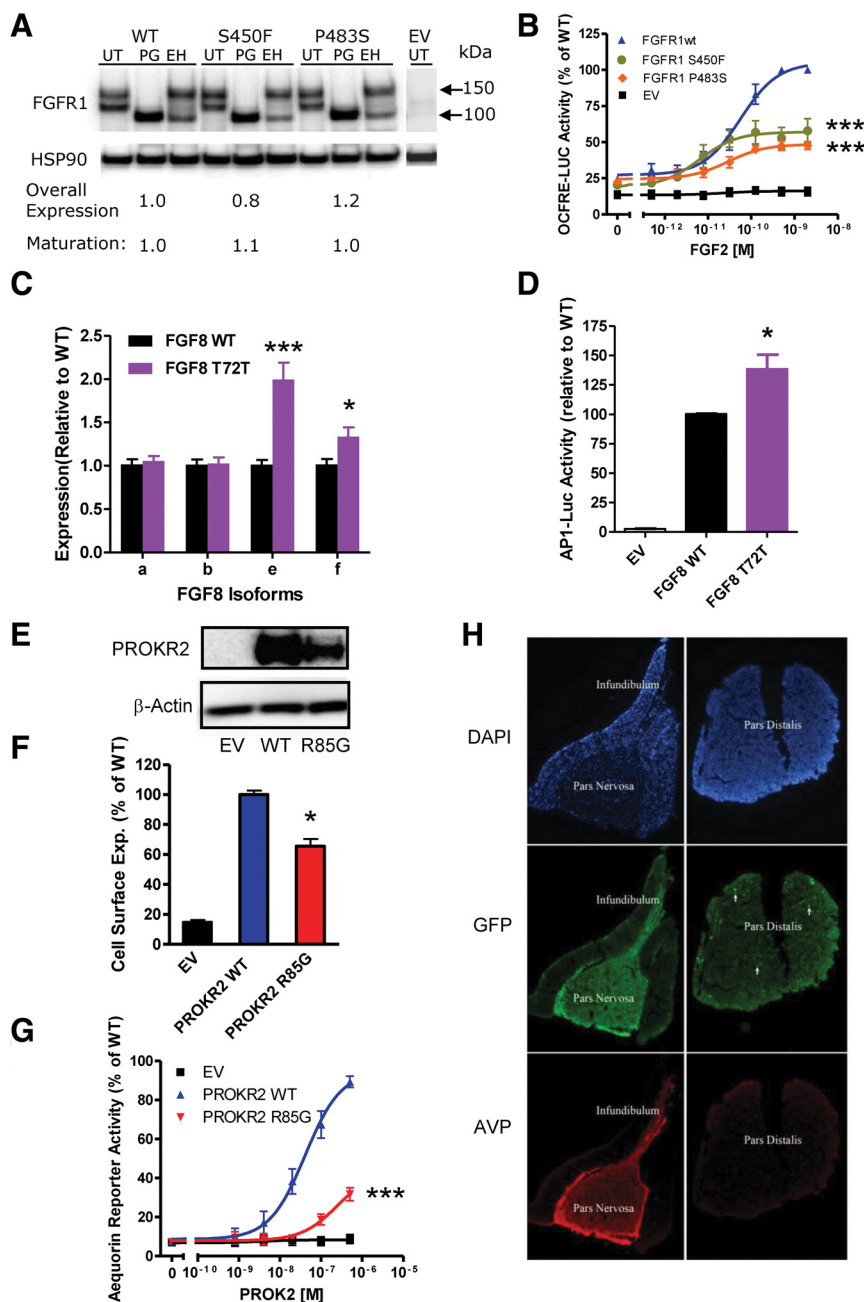 A
WT S450F P483S EV
UT PG EH UT PG EH UT PG EH UT kDa
FGFR1
150
100
HSP90
Overall
Expression
1.0 0.8 1.2
Maturation: 1.0 1.1 1.0
B
OCFRE-LUC Activity (% of WT)
125
100
75
50
25
0
FGFR1wt
FGFR1 S450F
FGFR1 P483S
EV
***
***
0 10⁻¹² 10⁻¹¹ 10⁻¹⁰ 10⁻⁹ 10⁻⁸
FGF2 [M]
C
Expression(Relative to WT)
2.5
2.0
1.5
1.0
0.5
0.0
FGF8 WT
FGF8 T72T
***
*
a b e f
FGF8 Isoforms
D
AP1-Luc Activity (relative to WT)
175
150
125
100
75
50
25
0
*
EV
FGF8 WT
FGF8 T72T
E
PROKR2
β-Actin
EV WT R85G
F
Cell Surface Exp. (% of WT)
120
100
80
60
40
20
0
*
EV
PROKR2 WT
PROKR2 R85G
G
Aequorin Reporter Activity (% of WT)
100
80
60
40
20
0
EV
PROKR2 WT
PROKR2 R85G
***
0 10⁻¹⁰ 10⁻⁹ 10⁻⁸ 10⁻⁷ 10⁻⁶ 10⁻⁵
PROK2 [M]
H
DAPI
Infundibulum
Pars Nervosa
Pars Distalis
GFP
Infundibulum
Pars Nervosa
Pars Distalis
AVP
Infundibulum
Pars Nervosa
Pars Distalis